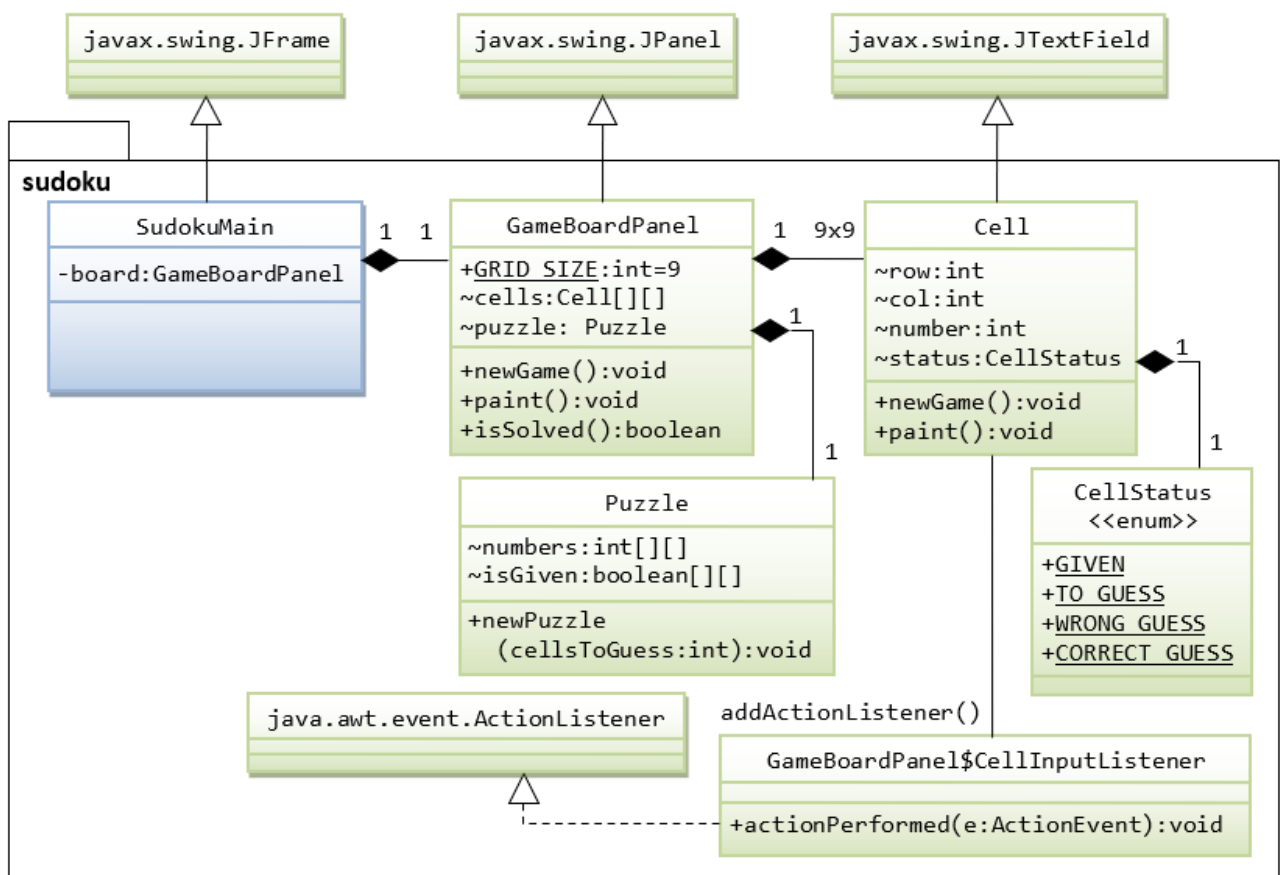 javax.swing.JFrame
javax.swing.JPanel
javax.swing.JTextField
sudoku
SudokuMain
-board:GameBoardPanel
1 1
GameBoardPanel
+GRID_SIZE:int=9
~cells:Cell[][]
~puzzle: Puzzle
+newGame():void
+paint():void
+isSolved():boolean
1 9x9
1
1
Cell
~row:int
~col:int
~number:int
~status:CellStatus
+newGame():void
+paint():void
1
1
Puzzle
~numbers:int[][]
~isGiven:boolean[][]
+newPuzzle
(cellsToGuess:int):void
CellStatus
<<enum>>
+GIVEN
+TO_GUESS
+WRONG_GUESS
+CORRECT_GUESS
java.awt.event.ActionListener
addActionListener()
GameBoardPanel$CellInputListener
+actionPerformed(e:ActionEvent):void